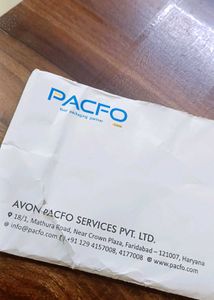 PACFO
your packaging partner
AVON PACFO SERVICES PVT. LTD.
18/1, Mathura Road, Near Crown Plaza, Faridabad – 121007, Haryana
info@pacfo.com +91 129 4157008, 4177008 www.pacfo.com